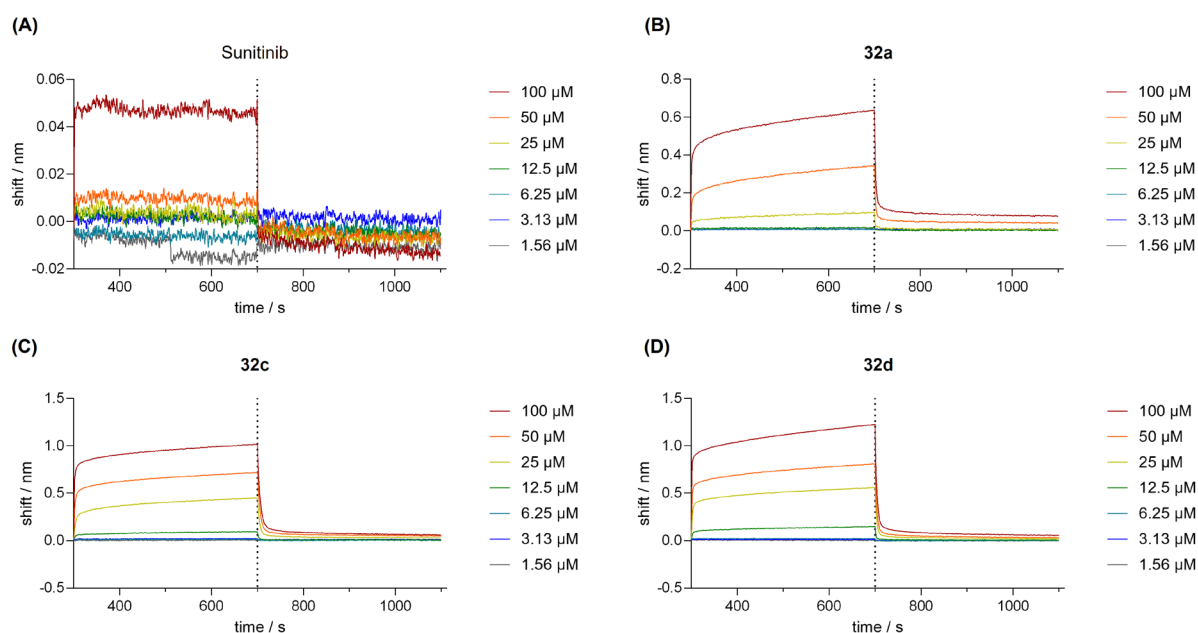 (A)
Sunitinib
0.06
0.04
0.02
0.00
-0.02
shift / nm
400 600 800 1000
time / s
100 µM
50 µM
25 µM
12.5 µM
6.25 µM
3.13 µM
1.56 µM
(B)
32a
0.8
0.6
0.4
0.2
0.0
-0.2
shift / nm
400 600 800 1000
time / s
100 µM
50 µM
25 µM
12.5 µM
6.25 µM
3.13 µM
1.56 µM
(C)
32c
1.5
1.0
0.5
0.0
-0.5
shift / nm
400 600 800 1000
time / s
100 µM
50 µM
25 µM
12.5 µM
6.25 µM
3.13 µM
1.56 µM
(D)
32d
1.5
1.0
0.5
0.0
-0.5
shift / nm
400 600 800 1000
time / s
100 µM
50 µM
25 µM
12.5 µM
6.25 µM
3.13 µM
1.56 µM